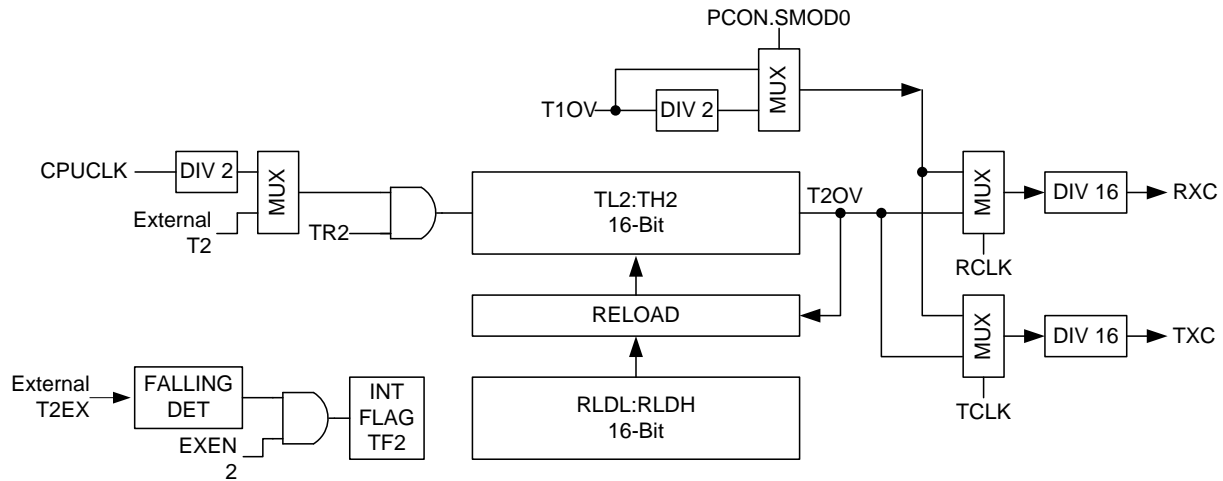 PCON.SMOD0
MUX
T1OV
DIV 2
CPUCLK
DIV 2
MUX
External
T2
TR2
TL2:TH2
16-Bit
T2OV
MUX
DIV 16
RXC
RCLK
RELOAD
MUX
DIV 16
TXC
TCLK
External
T2EX
FALLING
DET
EXEN
2
INT
FLAG
TF2
RLDL:RLDH
16-Bit